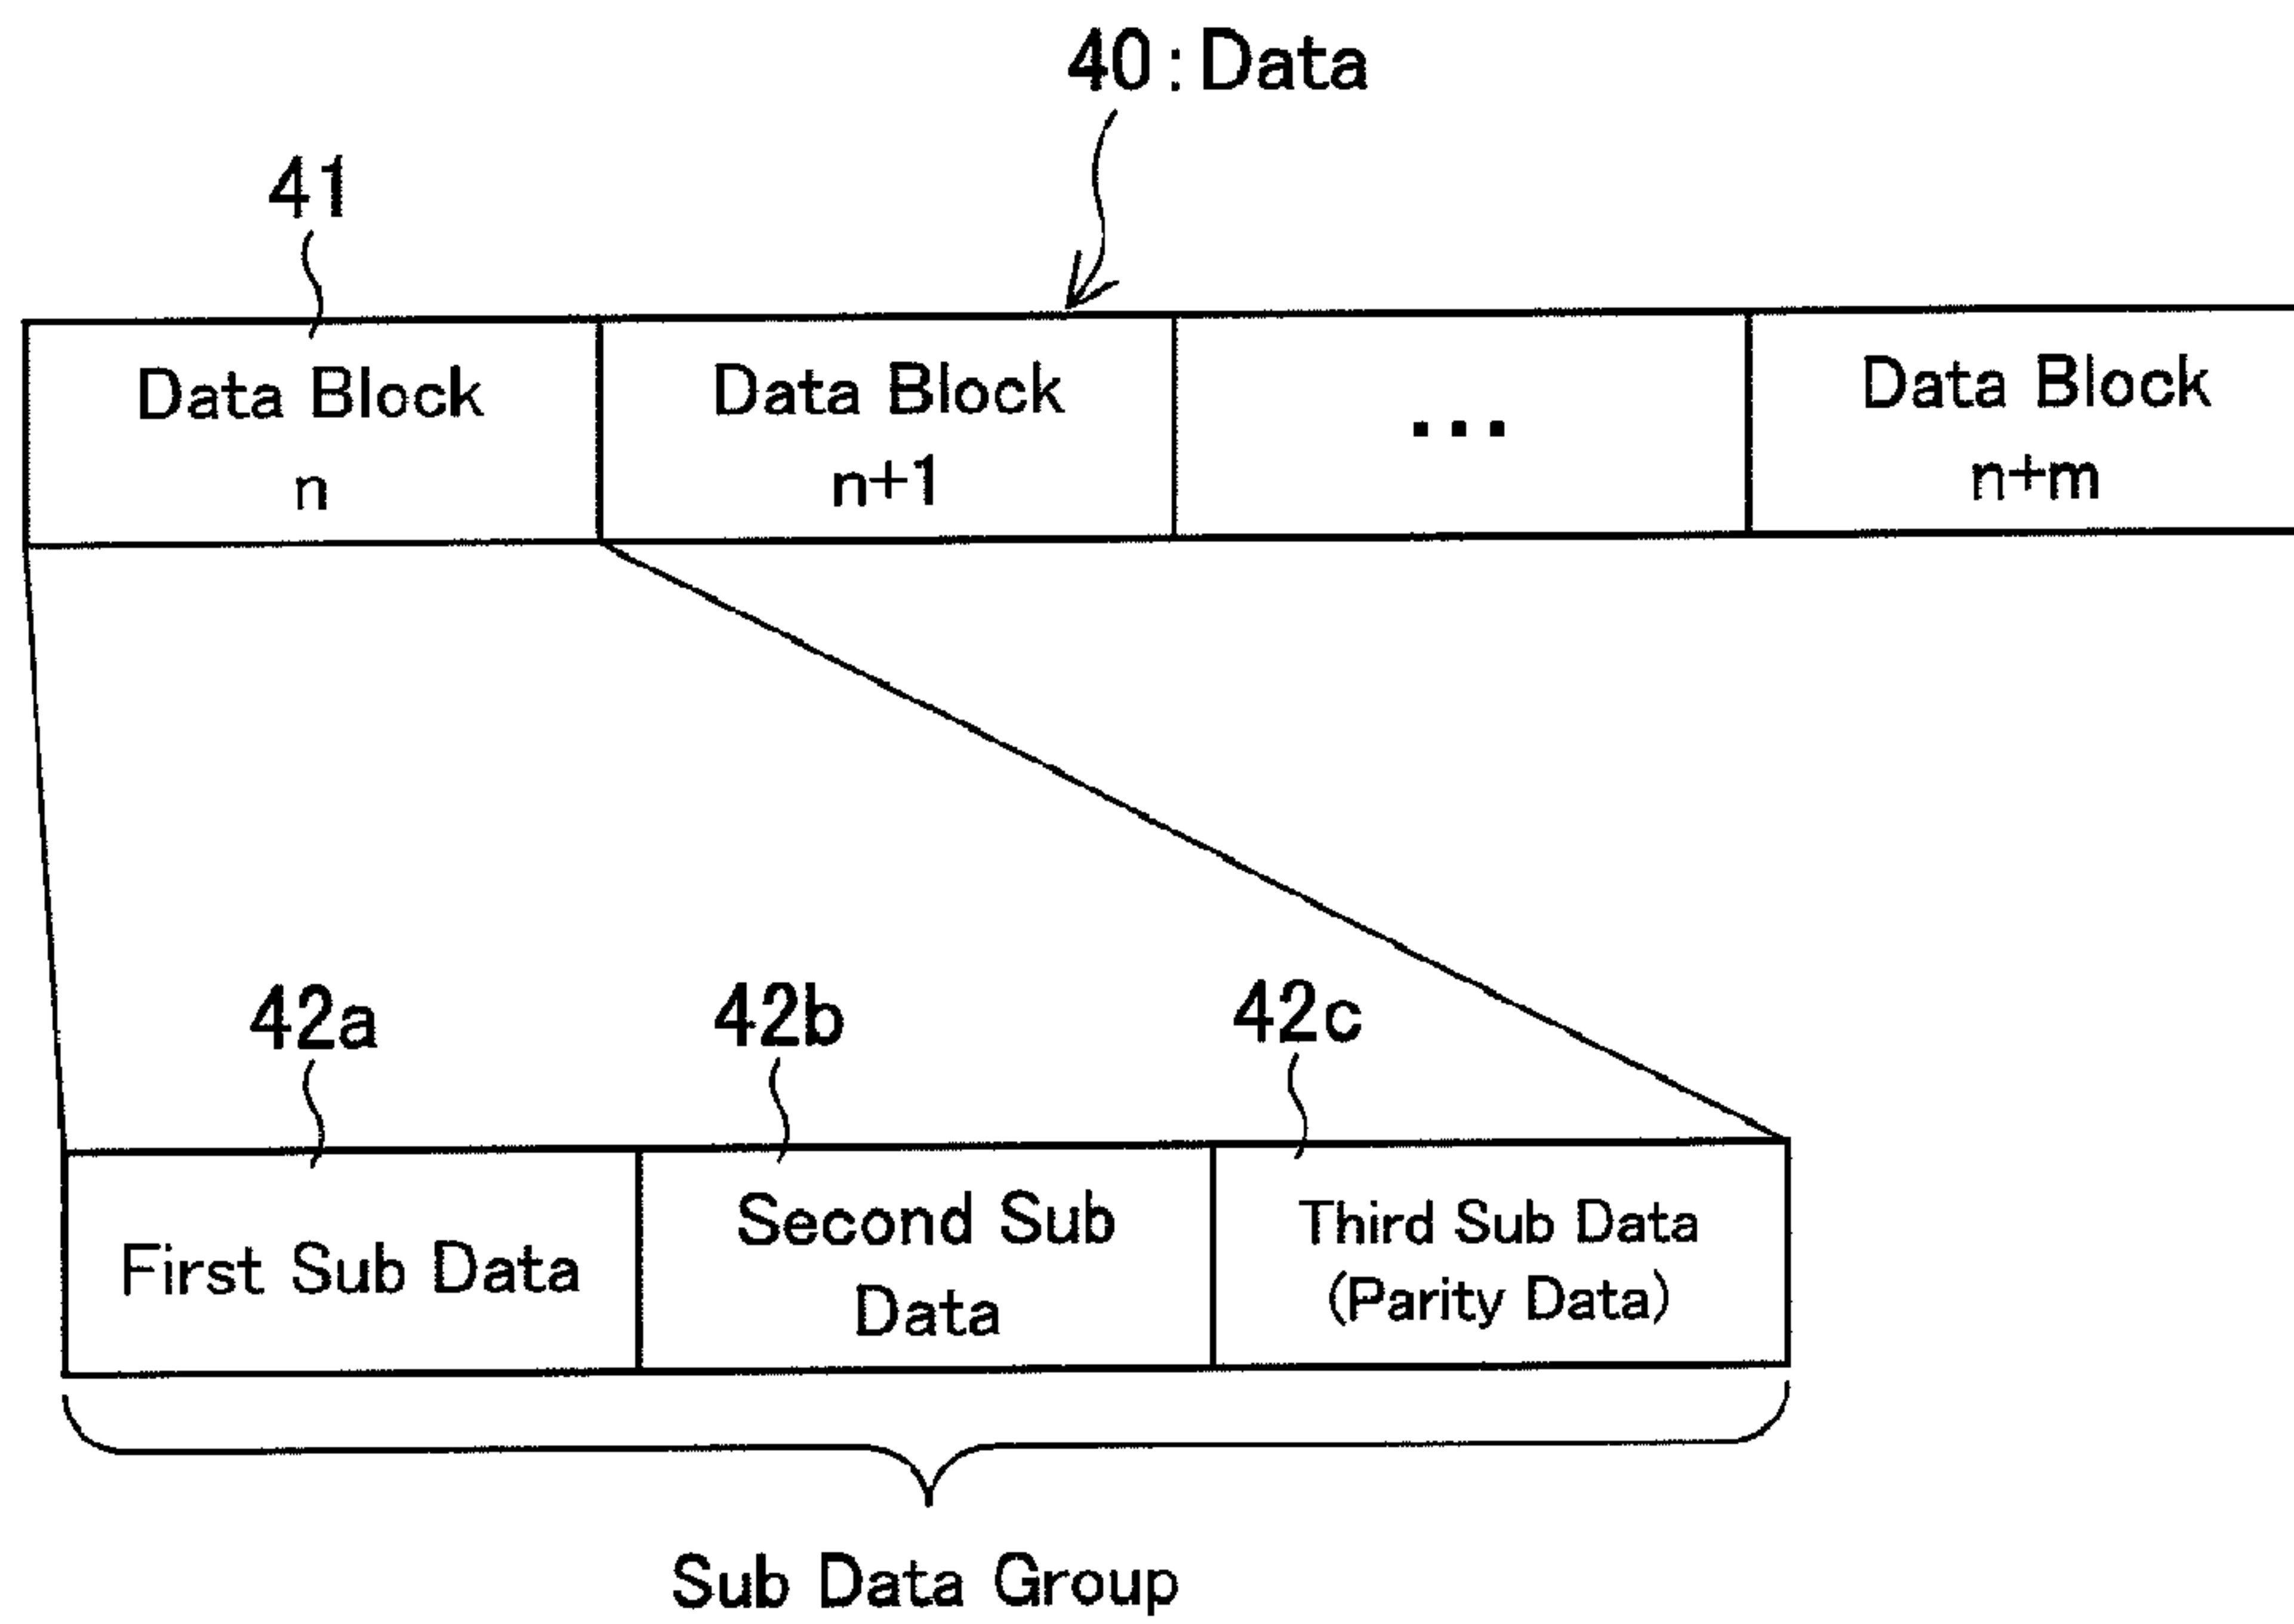 40:Data
41
Data Block
n
Data Block
n+1
...
Data Block
n+m
42a
42b
42c
First Sub Data
Second Sub
Data
Third Sub Data
(Parity Data)
Sub Data Group